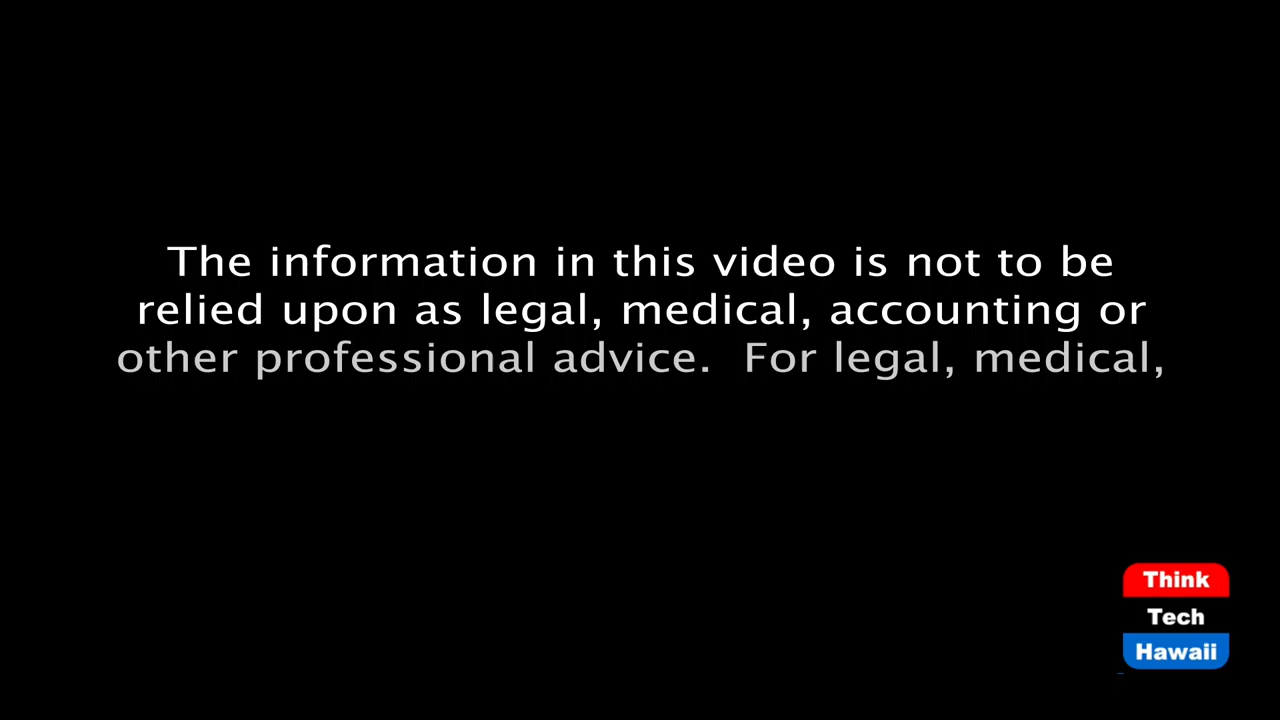 The information in this video is not to be
relied upon as legal, medical, accounting or
other professional advice.  For legal, medical,
Think
Tech
Hawaii